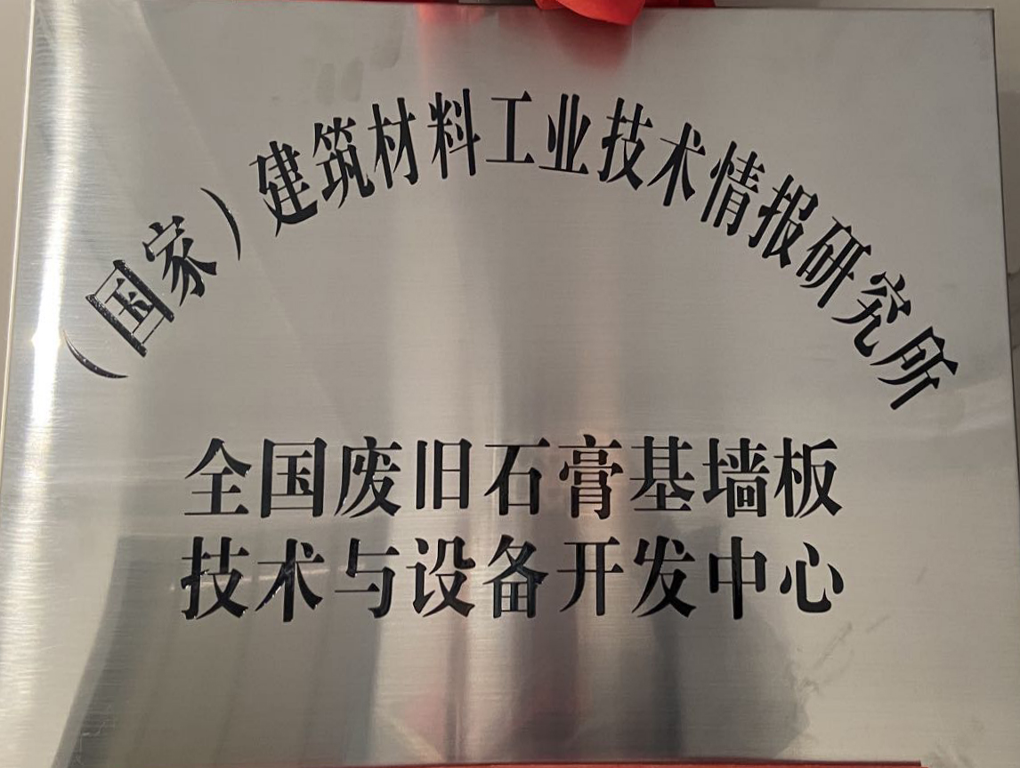 （国家）建筑材料工业技术情报研究所
全国废旧石膏基墙板
技术与设备开发中心